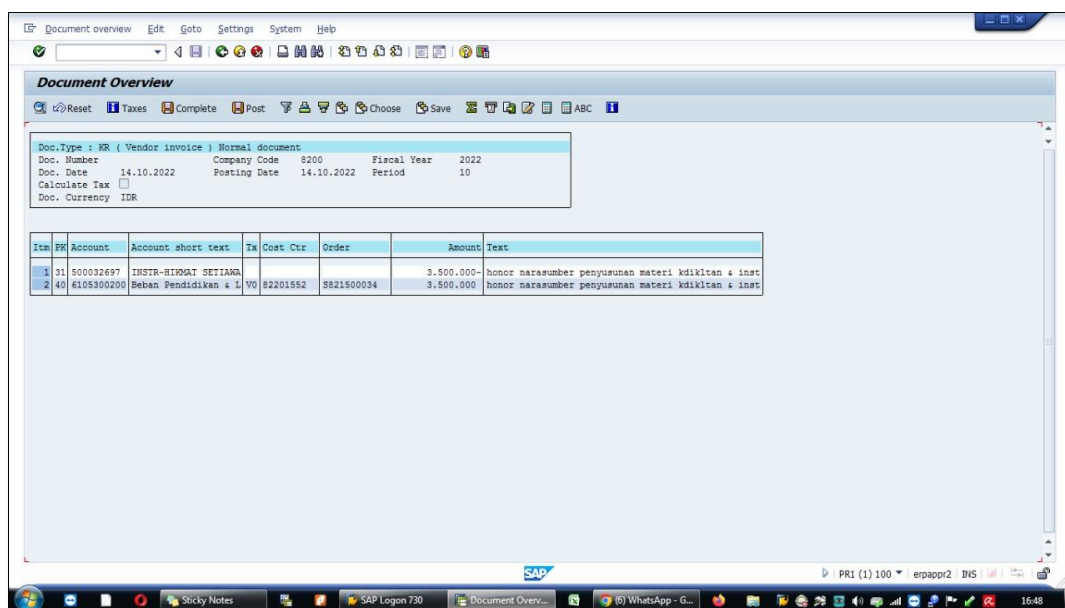 Document overview Edit Goto Settings System Help
Document Overview
Reset Taxes Complete Post Choose Save ABC
Doc.Type : KR ( Vendor invoice ) Normal document
Doc. Number Company Code 8200 Fiscal Year 2022
Doc. Date 14.10.2022 Posting Date 14.10.2022 Period 10
Calculate Tax
Doc. Currency IDR
Itm PK Account Account short text Tx Cost Ctr Order Amount Text
1 31 500032697 INSTR-HIKMAT SETIAWA 3.500.000- honor narasumber penyusunan materi kdikltan & inst
2 40 6105300200 Beban Pendidikan & L V0 82201552 S821500034 3.500.000 honor narasumber penyusunan materi kdikltan & inst
SAP
PR1 (1) 100 erpappr2 INS
Sticky Notes SAP Logon 730 Document Overv... (6) WhatsApp - G... 16:48